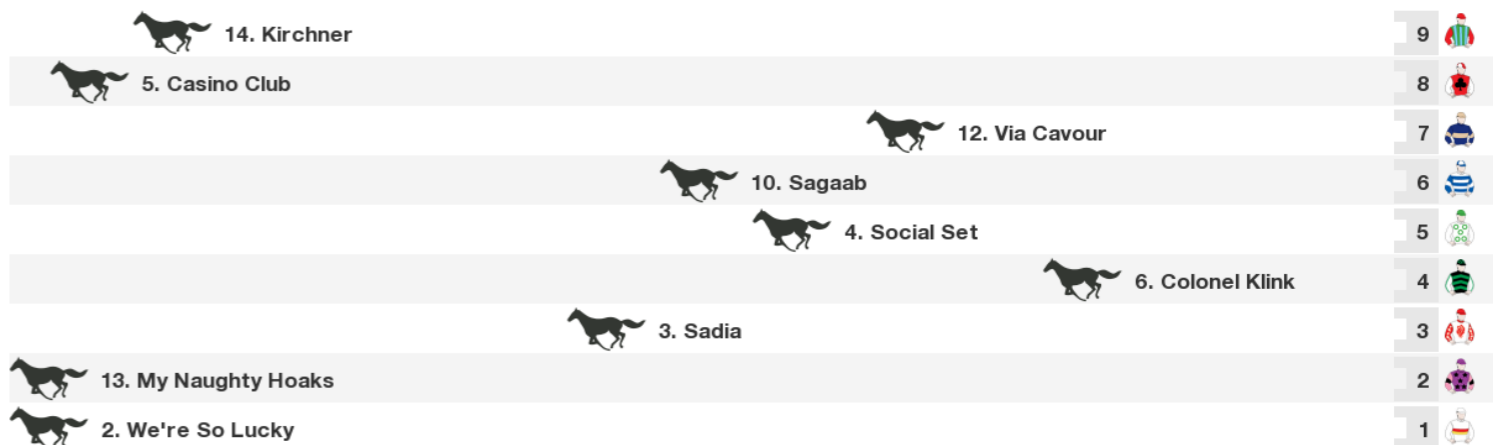 14. Kirchner 9
5. Casino Club 8
12. Via Cavour 7
10. Sagaab 6
4. Social Set 5
6. Colonel Klink 4
3. Sadia 3
13. My Naughty Hoaks 2
2. We're So Lucky 1